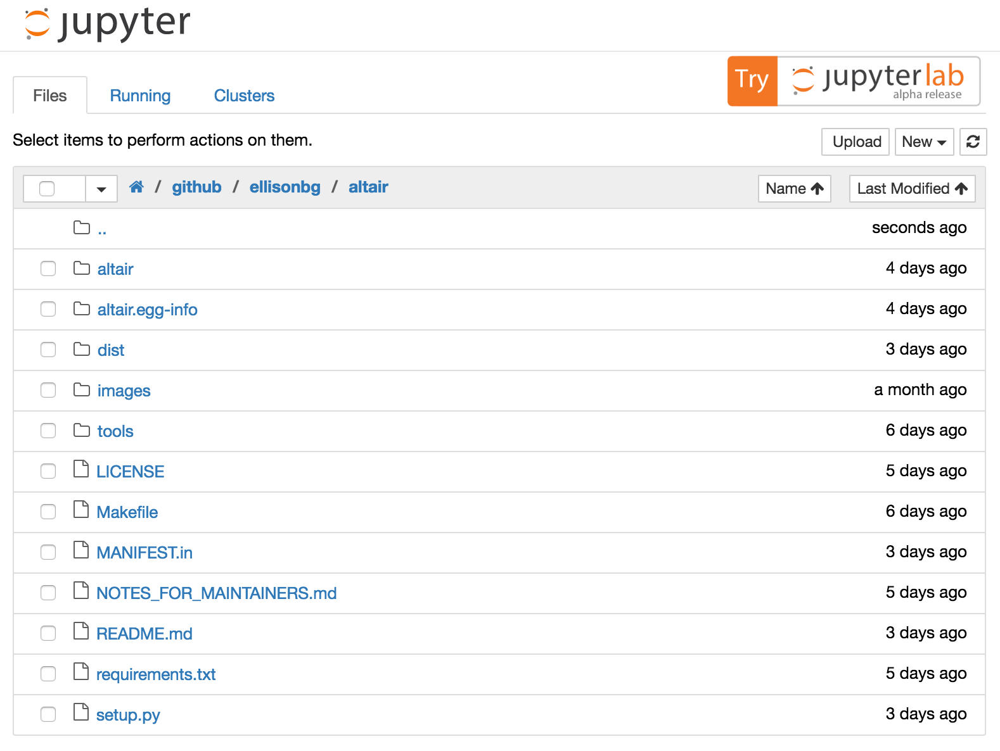 jupyter
Try jupyterlab
alpha release
Files Running Clusters
Select items to perform actions on them.
Upload New
/ github / ellisonbg / altair
Name Last Modified
.. seconds ago
altair 4 days ago
altair.egg-info 4 days ago
dist 3 days ago
images a month ago
tools 6 days ago
LICENSE 5 days ago
Makefile 6 days ago
MANIFEST.in 3 days ago
NOTES_FOR_MAINTAINERS.md 5 days ago
README.md 3 days ago
requirements.txt 5 days ago
setup.py 3 days ago